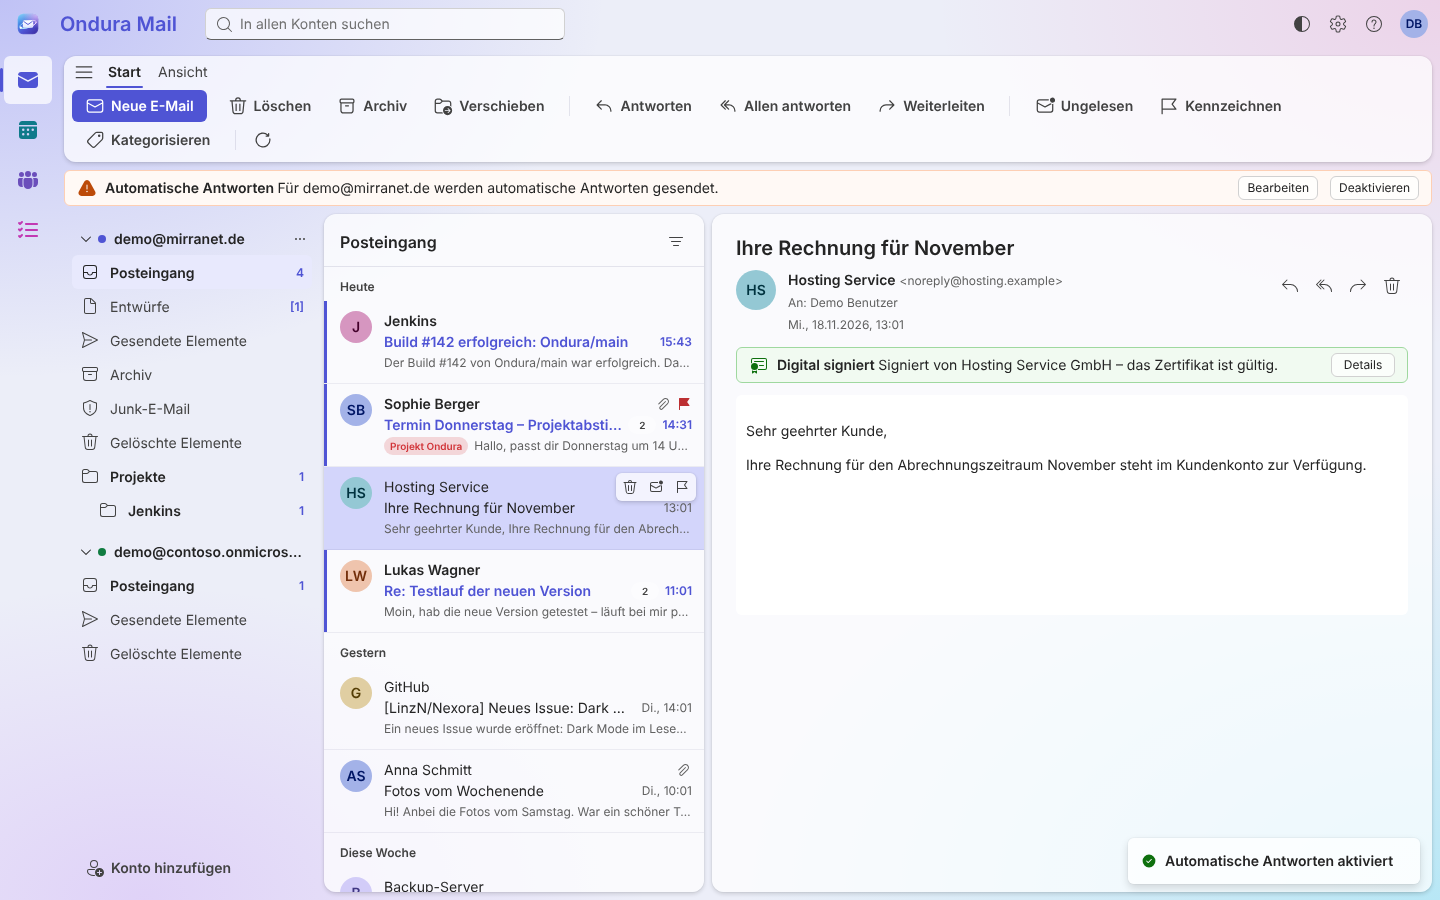 Ondura Mail
In allen Konten suchen
DB
Start
Ansicht
Neue E-Mail
Löschen
Archiv
Verschieben
Antworten
Allen antworten
Weiterleiten
Ungelesen
Kennzeichnen
Kategorisieren
Automatische Antworten Für demo@mirranet.de werden automatische Antworten gesendet.
Bearbeiten
Deaktivieren
demo@mirranet.de
Posteingang 4
Entwürfe [1]
Gesendete Elemente
Archiv
Junk-E-Mail
Gelöschte Elemente
Projekte 1
Jenkins 1
demo@contoso.onmicros...
Posteingang 1
Gesendete Elemente
Gelöschte Elemente
Konto hinzufügen
Posteingang
Heute
J
Jenkins
Build #142 erfolgreich: Ondura/main 15:43
Der Build #142 von Ondura/main war erfolgreich. Da...
SB
Sophie Berger
Termin Donnerstag – Projektabsti... 2 14:31
Projekt Ondura Hallo, passt dir Donnerstag um 14 U...
HS
Hosting Service
Ihre Rechnung für November 13:01
Sehr geehrter Kunde, Ihre Rechnung für den Abrech...
LW
Lukas Wagner
Re: Testlauf der neuen Version 2 11:01
Moin, hab die neue Version getestet – läuft bei mir p...
Gestern
G
GitHub
[LinzN/Nexora] Neues Issue: Dark ... Di., 14:01
Ein neues Issue wurde eröffnet: Dark Mode im Lese...
AS
Anna Schmitt
Fotos vom Wochenende Di., 10:01
Hi! Anbei die Fotos vom Samstag. War ein schöner T...
Diese Woche
B
Backup-Server
Ihre Rechnung für November
HS
Hosting Service <noreply@hosting.example>
An: Demo Benutzer
Mi., 18.11.2026, 13:01
Digital signiert Signiert von Hosting Service GmbH – das Zertifikat ist gültig.
Details
Sehr geehrter Kunde,
Ihre Rechnung für den Abrechnungszeitraum November steht im Kundenkonto zur Verfügung.
Automatische Antworten aktiviert